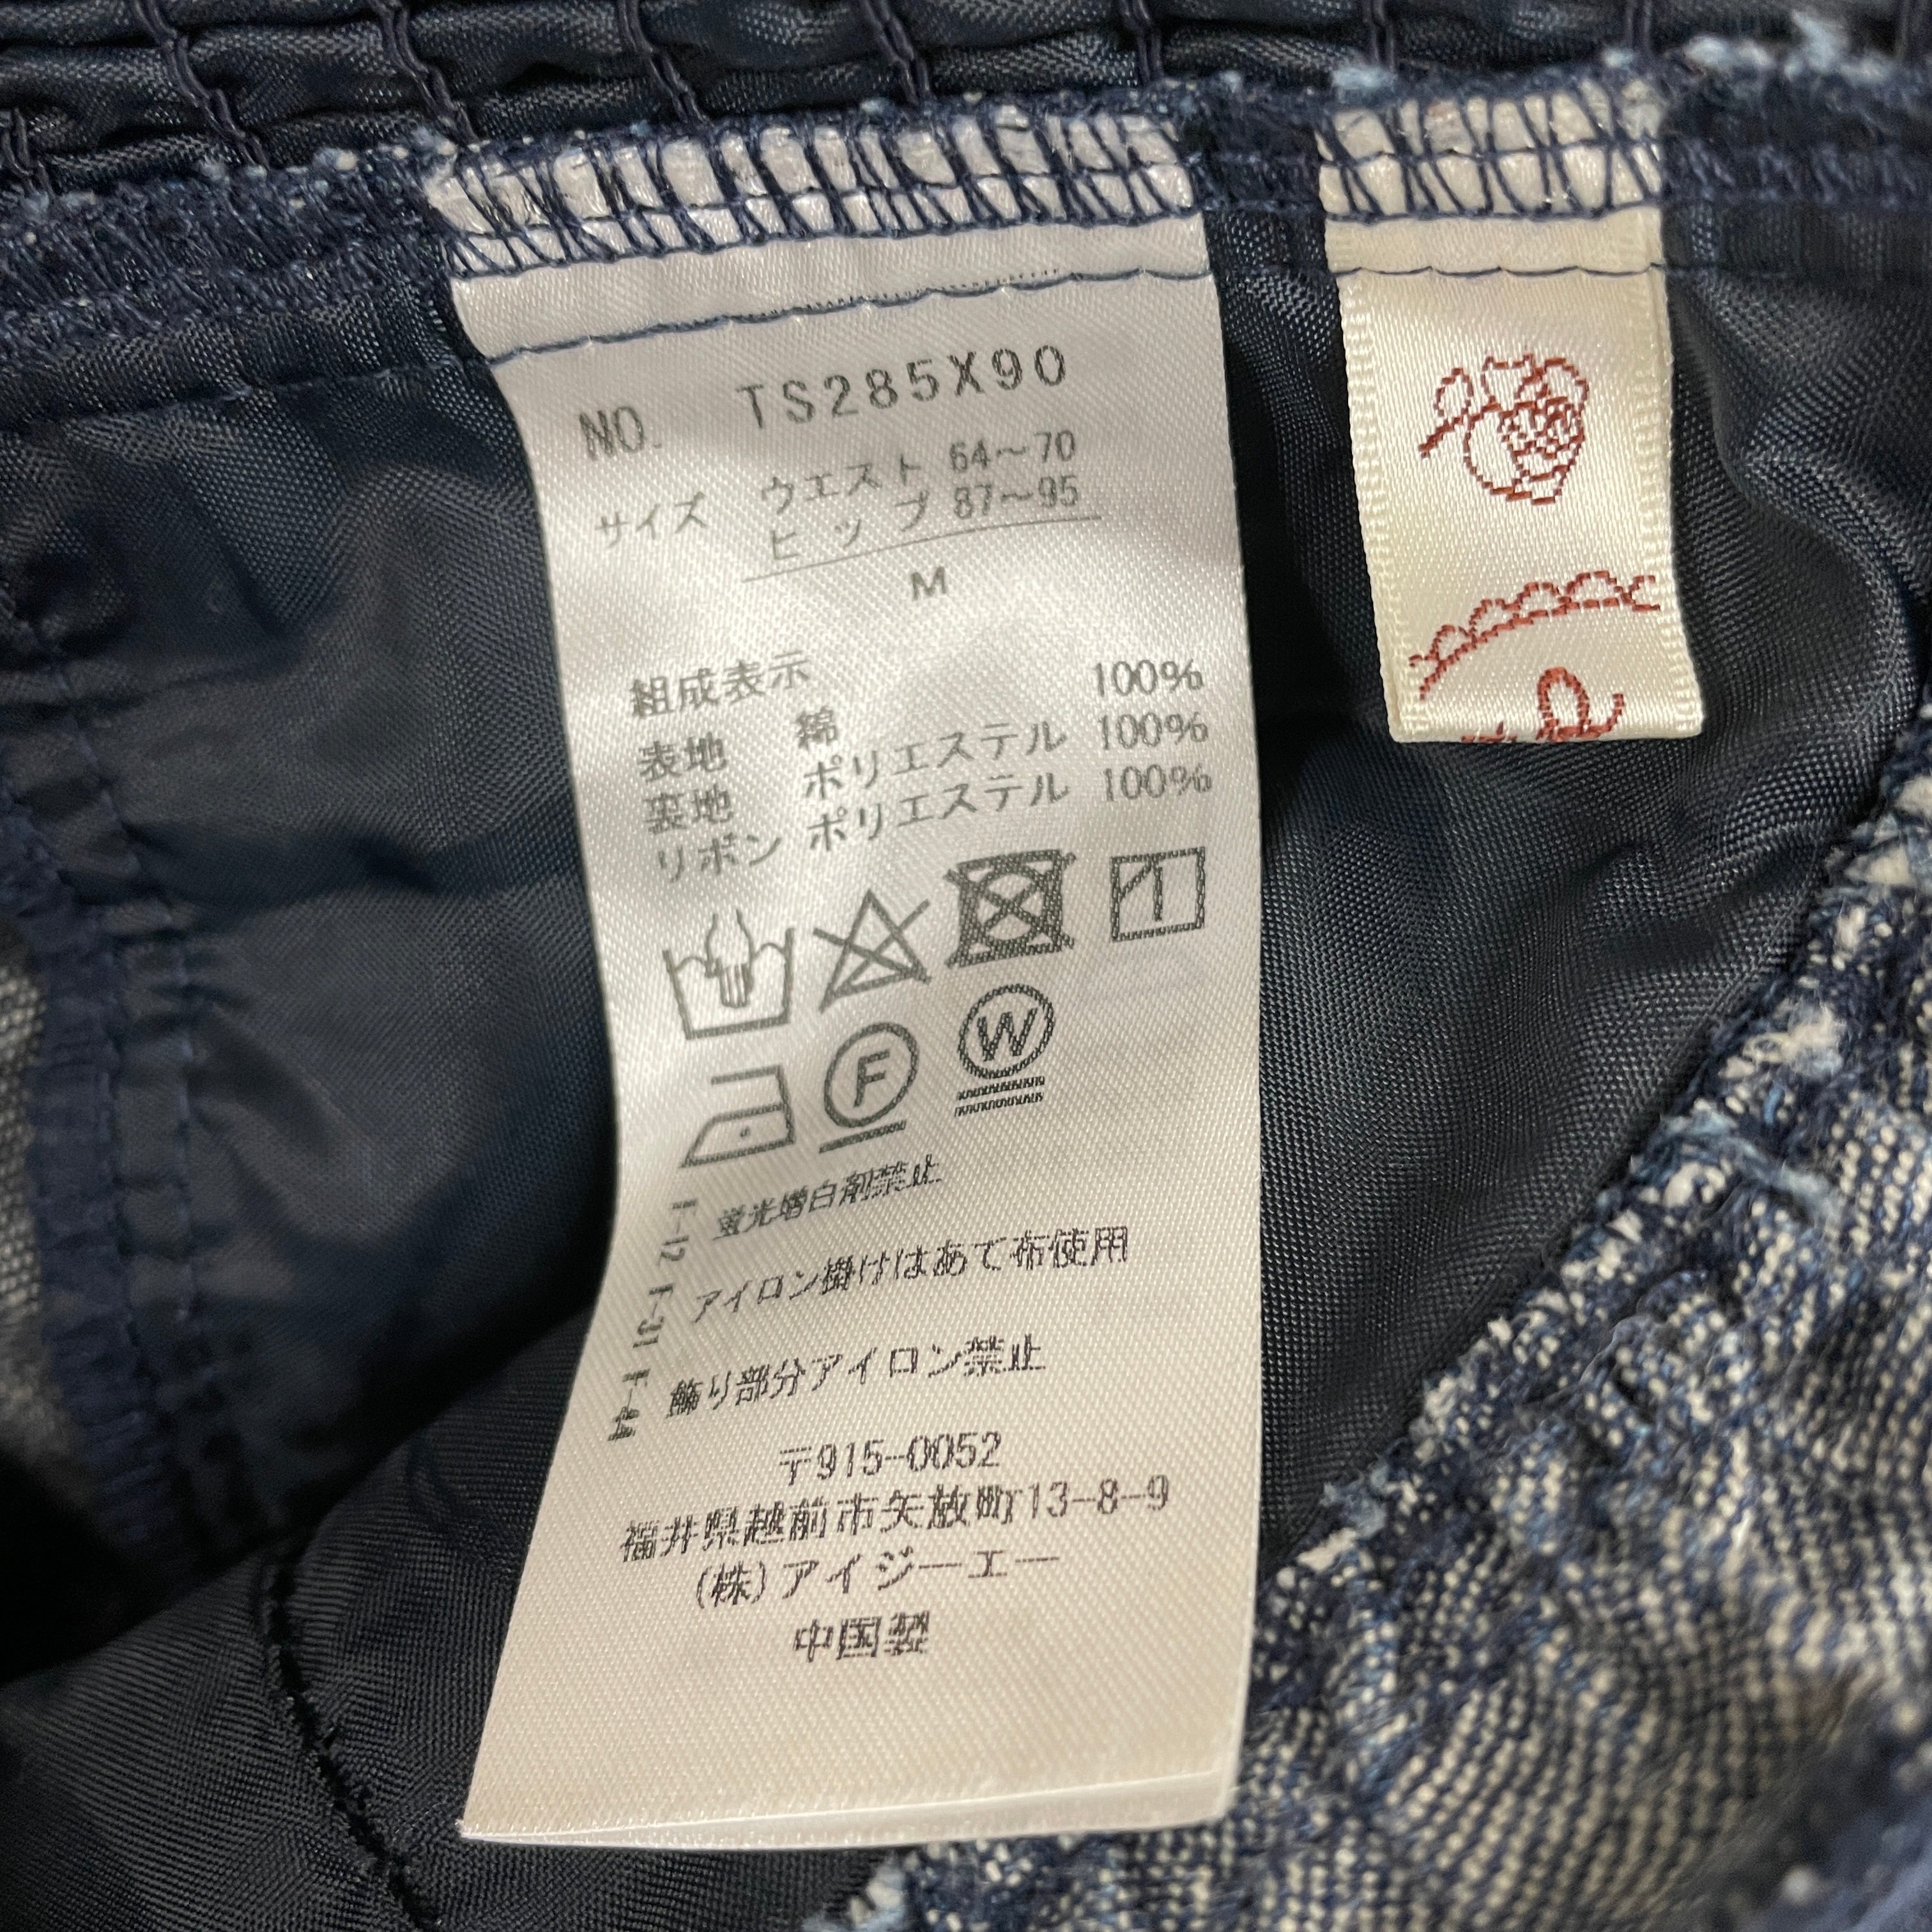 NO. TS285X90
サイズ ウエスト 64～70
ヒップ 87～95
M
組成表示
表地 綿 100%
裏地 ポリエステル 100%
リボン ポリエステル 100%
F
W
F-12 蛍光増白剤禁止
F-31 アイロン掛けはあて布使用
F-44 飾り部分アイロン禁止
〒915-0052
福井県越前市矢放町13-8-9
(株)アイジーエー
中国製